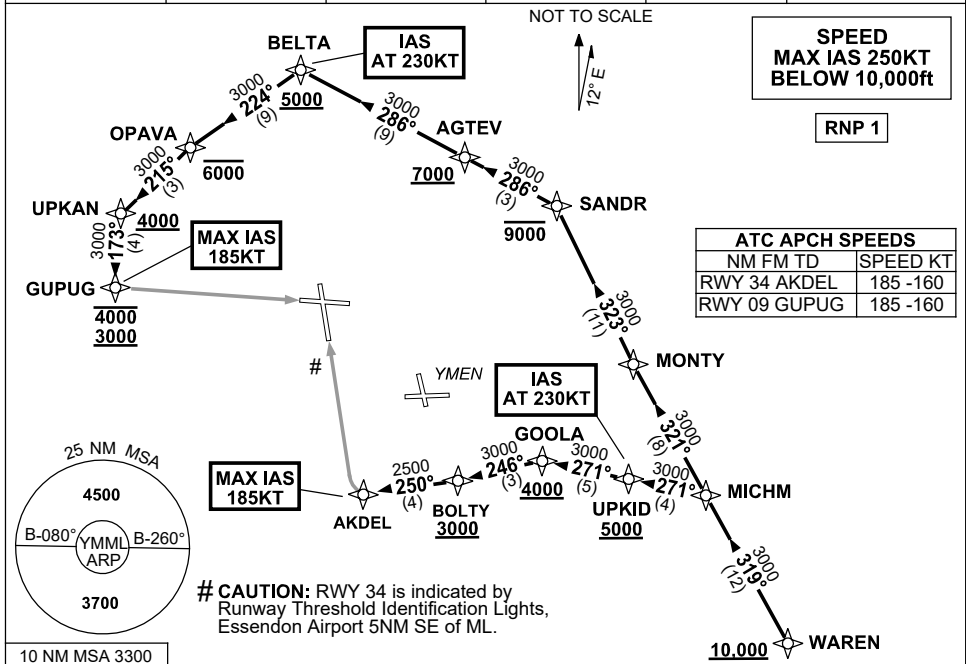 NOT TO SCALE
12° E
SPEED
MAX IAS 250KT
BELOW 10,000ft
RNP 1
BELTA
IAS
AT 230KT
5000
3000
224°
(9)
3000
286°
(9)
OPAVA
6000
AGTEV
7000
3000
286°
(3)
SANDR
9000
3000
215°
(3)
UPKAN
4000
3000
173°
(4)
MAX IAS
185KT
GUPUG
4000
3000
ATC APCH SPEEDS
NM FM TD SPEED KT
RWY 34 AKDEL 185 -160
RWY 09 GUPUG 185 -160
3000
323°
(11)
MONTY
#
YMEN
IAS
AT 230KT
3000
321°
(8)
GOOLA
4000
3000
271°
(5)
UPKID
5000
3000
271°
(4)
MICHM
3000
246°
(3)
BOLTY
3000
2500
250°
(4)
MAX IAS
185KT
AKDEL
3000
319°
(12)
10,000
WAREN
25 NM MSA
4500
B-080°
YMML
ARP
B-260°
3700
10 NM MSA 3300
# CAUTION: RWY 34 is indicated by
Runway Threshold Identification Lights,
Essendon Airport 5NM SE of ML.